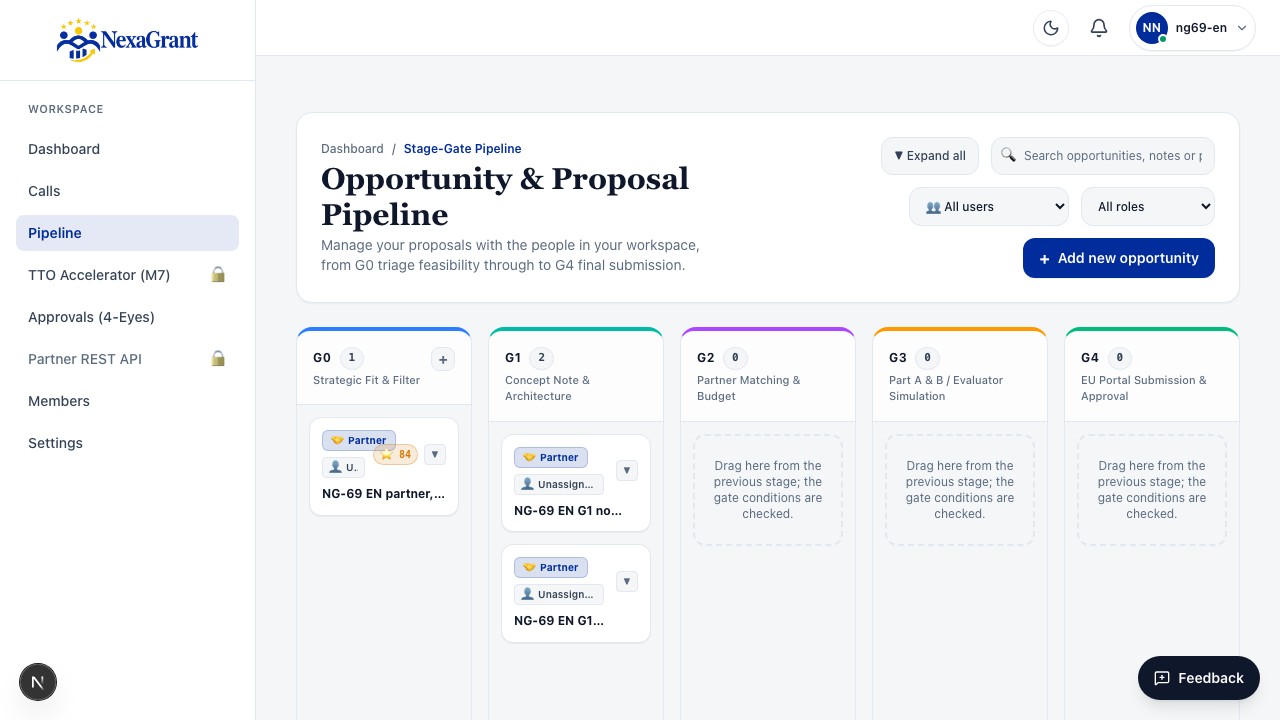 NexaGrant
NN
ng69-en
WORKSPACE
Dashboard
Calls
Pipeline
TTO Accelerator (M7)
Approvals (4-Eyes)
Partner REST API
Members
Settings
N
Dashboard / Stage-Gate Pipeline
Opportunity & Proposal
Pipeline
Manage your proposals with the people in your workspace,
from G0 triage feasibility through to G4 final submission.
▼ Expand all
Search opportunities, notes or p
All users
All roles
+ Add new opportunity
G0 1
+
Strategic Fit & Filter
Partner
84
▼
U.
NG-69 EN partner,...
G1 2
Concept Note &
Architecture
Partner
▼
Unassign...
NG-69 EN G1 no...
Partner
▼
Unassign...
NG-69 EN G1...
G2 0
Partner Matching &
Budget
Drag here from the
previous stage; the
gate conditions are
checked.
G3 0
Part A & B / Evaluator
Simulation
Drag here from the
previous stage; the
gate conditions are
checked.
G4 0
EU Portal Submission &
Approval
Drag here from the
previous stage; the
gate conditions are
checked.
Feedback